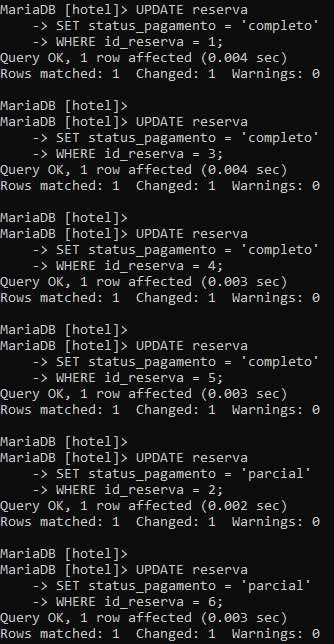 MariaDB [hotel]> UPDATE reserva
    -> SET status_pagamento = 'completo'
    -> WHERE id_reserva = 1;
Query OK, 1 row affected (0.004 sec)
Rows matched: 1  Changed: 1  Warnings: 0

MariaDB [hotel]>
MariaDB [hotel]> UPDATE reserva
    -> SET status_pagamento = 'completo'
    -> WHERE id_reserva = 3;
Query OK, 1 row affected (0.004 sec)
Rows matched: 1  Changed: 1  Warnings: 0

MariaDB [hotel]>
MariaDB [hotel]> UPDATE reserva
    -> SET status_pagamento = 'completo'
    -> WHERE id_reserva = 4;
Query OK, 1 row affected (0.003 sec)
Rows matched: 1  Changed: 1  Warnings: 0

MariaDB [hotel]>
MariaDB [hotel]> UPDATE reserva
    -> SET status_pagamento = 'completo'
    -> WHERE id_reserva = 5;
Query OK, 1 row affected (0.003 sec)
Rows matched: 1  Changed: 1  Warnings: 0

MariaDB [hotel]>
MariaDB [hotel]> UPDATE reserva
    -> SET status_pagamento = 'parcial'
    -> WHERE id_reserva = 2;
Query OK, 1 row affected (0.002 sec)
Rows matched: 1  Changed: 1  Warnings: 0

MariaDB [hotel]>
MariaDB [hotel]> UPDATE reserva
    -> SET status_pagamento = 'parcial'
    -> WHERE id_reserva = 6;
Query OK, 1 row affected (0.003 sec)
Rows matched: 1  Changed: 1  Warnings: 0